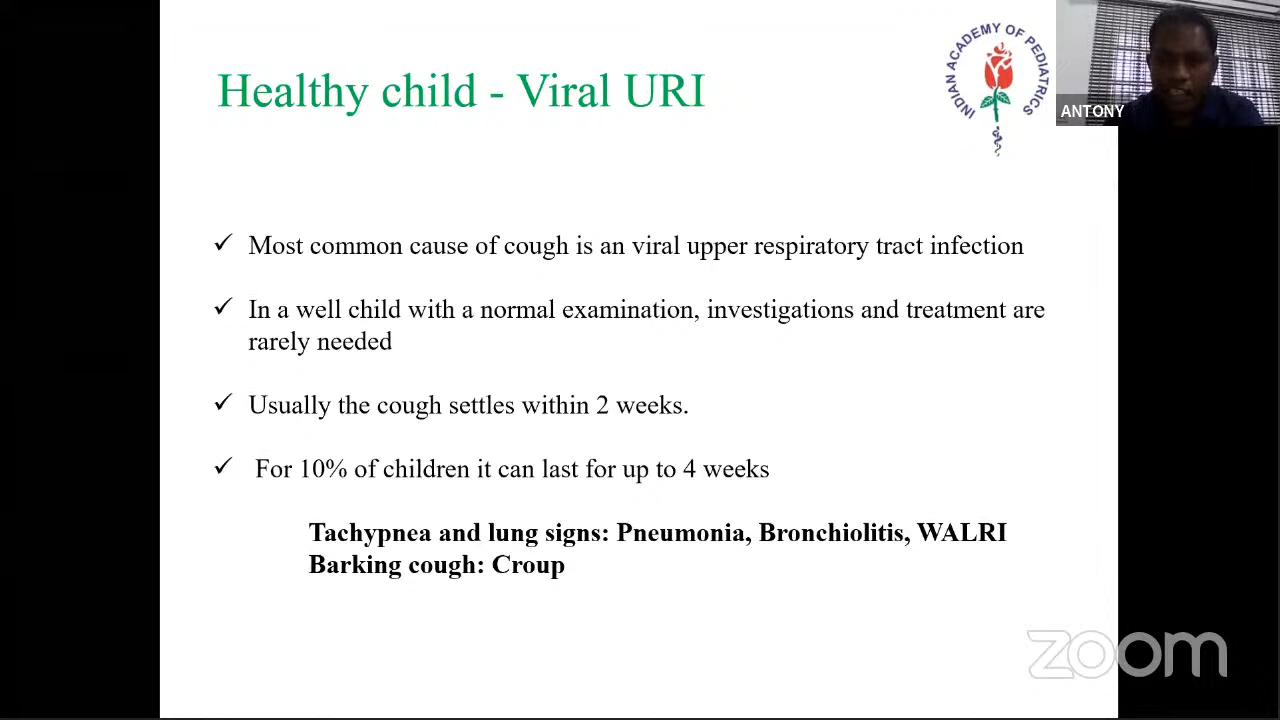 Healthy child - Viral URI
INDIAN ACADEMY OF PEDIATRICS
ANTONY
✓ Most common cause of cough is an viral upper respiratory tract infection
✓ In a well child with a normal examination, investigations and treatment are
rarely needed
✓ Usually the cough settles within 2 weeks.
✓ For 10% of children it can last for up to 4 weeks
Tachypnea and lung signs: Pneumonia, Bronchiolitis, WALRI
Barking cough: Croup
zoom